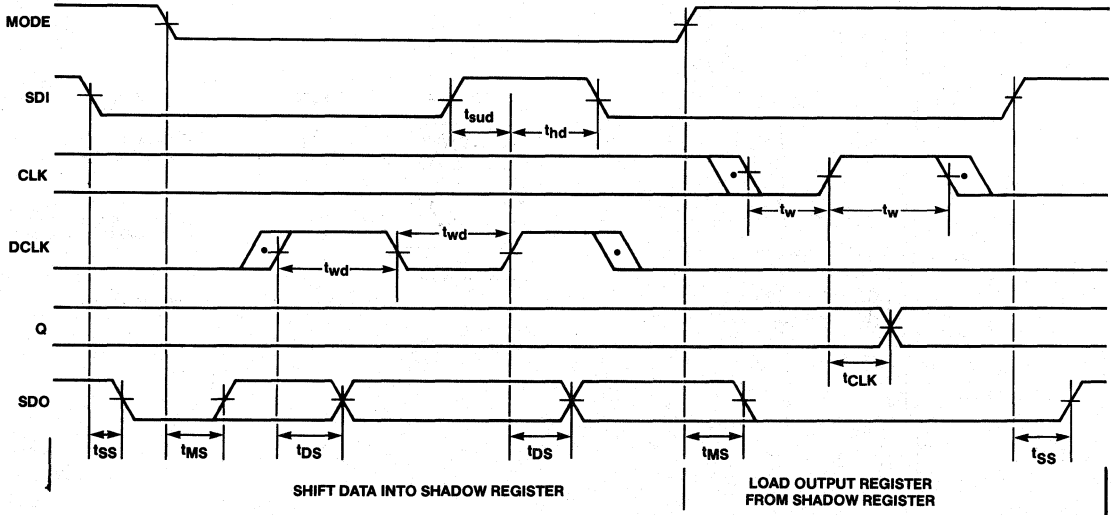 MODE
SDI
tsud
thd
CLK
tw
tw
DCLK
twd
twd
Q
tCLK
SDO
tSS
tMS
tDS
tDS
tMS
tSS
SHIFT DATA INTO SHADOW REGISTER
LOAD OUTPUT REGISTER
FROM SHADOW REGISTER